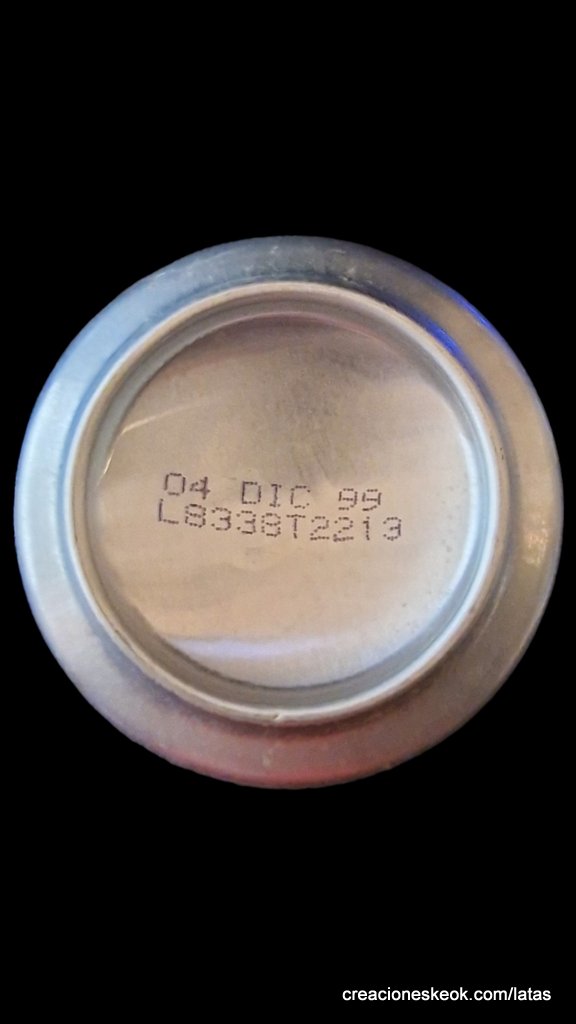 04 DIC 99
L8338T2213
creacioneskeok.com/latas